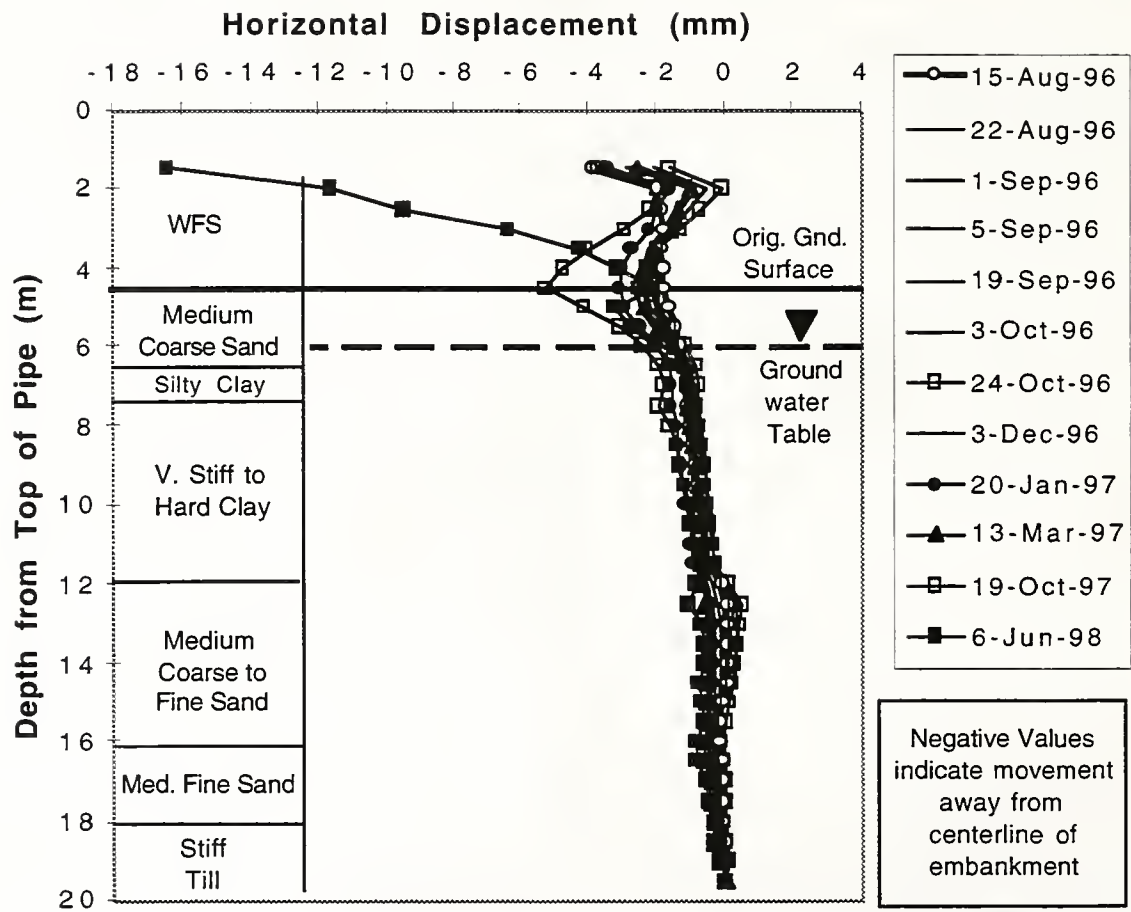 Horizontal Displacement (mm)
-18 -16 -14 -12 -10 -8 -6 -4 -2 0 2 4
Depth from Top of Pipe (m)
0
2
4
6
8
10
12
14
16
18
20
WFS
Medium
Coarse Sand
Silty Clay
V. Stiff to
Hard Clay
Medium
Coarse to
Fine Sand
Med. Fine Sand
Stiff
Till
Orig. Gnd.
Surface
Ground
water
Table
15-Aug-96
22-Aug-96
1-Sep-96
5-Sep-96
19-Sep-96
3-Oct-96
24-Oct-96
3-Dec-96
20-Jan-97
13-Mar-97
19-Oct-97
6-Jun-98
Negative Values
indicate movement
away from
centerline of
embankment